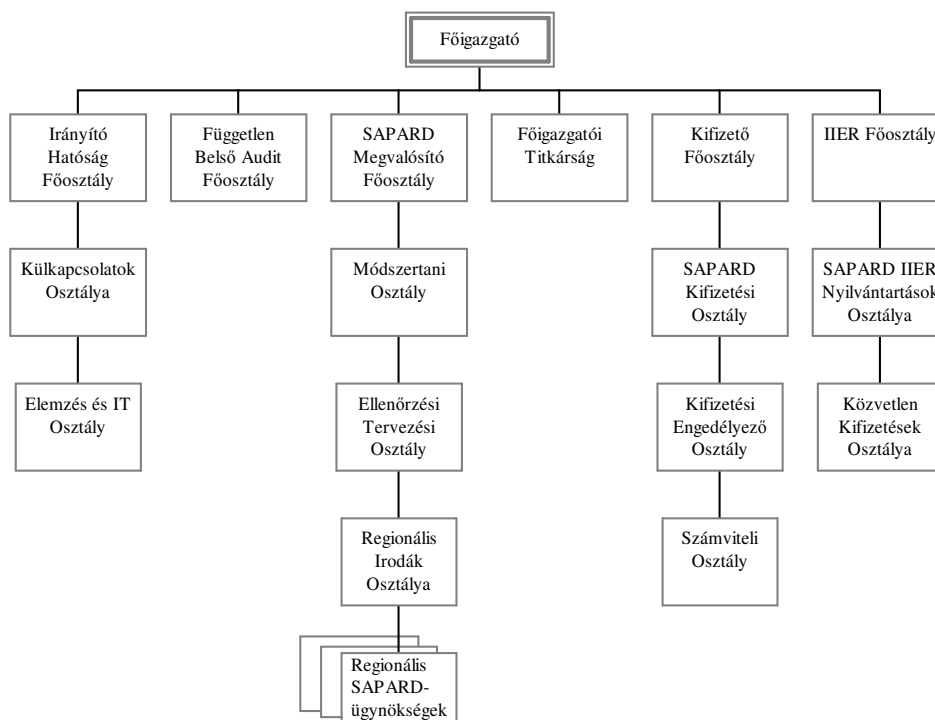 Főigazgató
Irányító
Hatóság
Főosztály
Független
Belső Audit
Főosztály
SAPARD
Megvalósító
Főosztály
Főigazgatói
Titkárság
Kifizető
Főosztály
IIER Főosztály
Külkapcsolatok
Osztálya
Módszertani
Osztály
SAPARD
Kifizetési
Osztály
SAPARD IIER
Nyilvántartások
Osztálya
Elemzés és IT
Osztály
Ellenőrzési
Tervezési
Osztály
Kifizetési
Engedélyező
Osztály
Közvetlen
Kifizetések
Osztálya
Regionális
Irodák
Osztálya
Számviteli
Osztály
Regionális
SAPARD-
ügynökségek